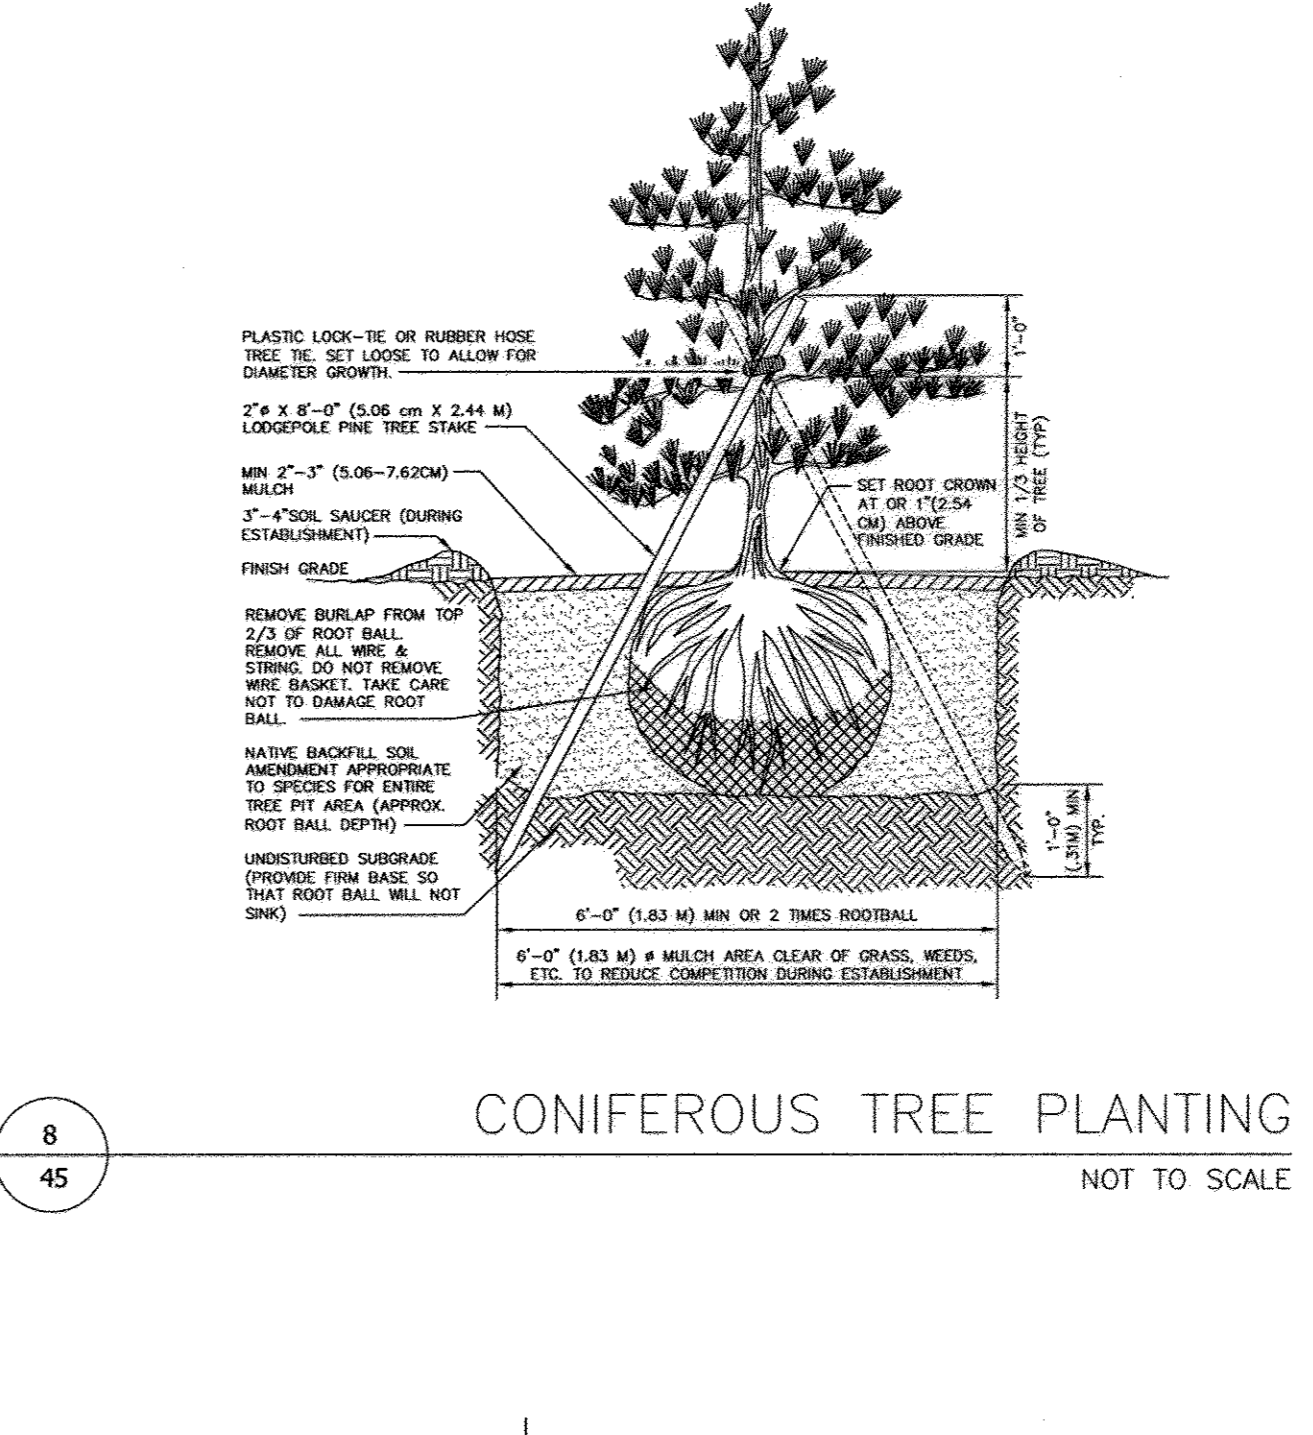 PLASTIC LOCK-TIE OR RUBBER HOSE
TREE TIE. SET LOOSE TO ALLOW FOR
DIAMETER GROWTH.
2"ø X 8'-0" (5.06 cm X 2.44 M)
LODGEPOLE PINE TREE STAKE
MIN 2"-3" (5.06-7.62CM)
MULCH
3"-4"SOIL SAUCER (DURING
ESTABLISHMENT)
FINISH GRADE
REMOVE BURLAP FROM TOP
2/3 OF ROOT BALL.
REMOVE ALL WIRE &
STRING. DO NOT REMOVE
WIRE BASKET. TAKE CARE
NOT TO DAMAGE ROOT
BALL.
NATIVE BACKFILL SOIL
AMENDMENT APPROPRIATE
TO SPECIES FOR ENTIRE
TREE PIT AREA (APPROX.
ROOT BALL DEPTH)
UNDISTURBED SUBGRADE
(PROVIDE FIRM BASE SO
THAT ROOT BALL WILL NOT
SINK)
1'-0"
MIN 1/3 HEIGHT
OF TREE (TYP)
SET ROOT CROWN
AT OR 1"(2.54
CM) ABOVE
FINISHED GRADE
1'-0"
(.31M) MIN
TYP.
6'-0" (1.83 M) MIN OR 2 TIMES ROOTBALL
6'-0" (1.83 M) ø MULCH AREA CLEAR OF GRASS, WEEDS,
ETC. TO REDUCE COMPETITION DURING ESTABLISHMENT
8
45
CONIFEROUS TREE PLANTING
NOT TO SCALE